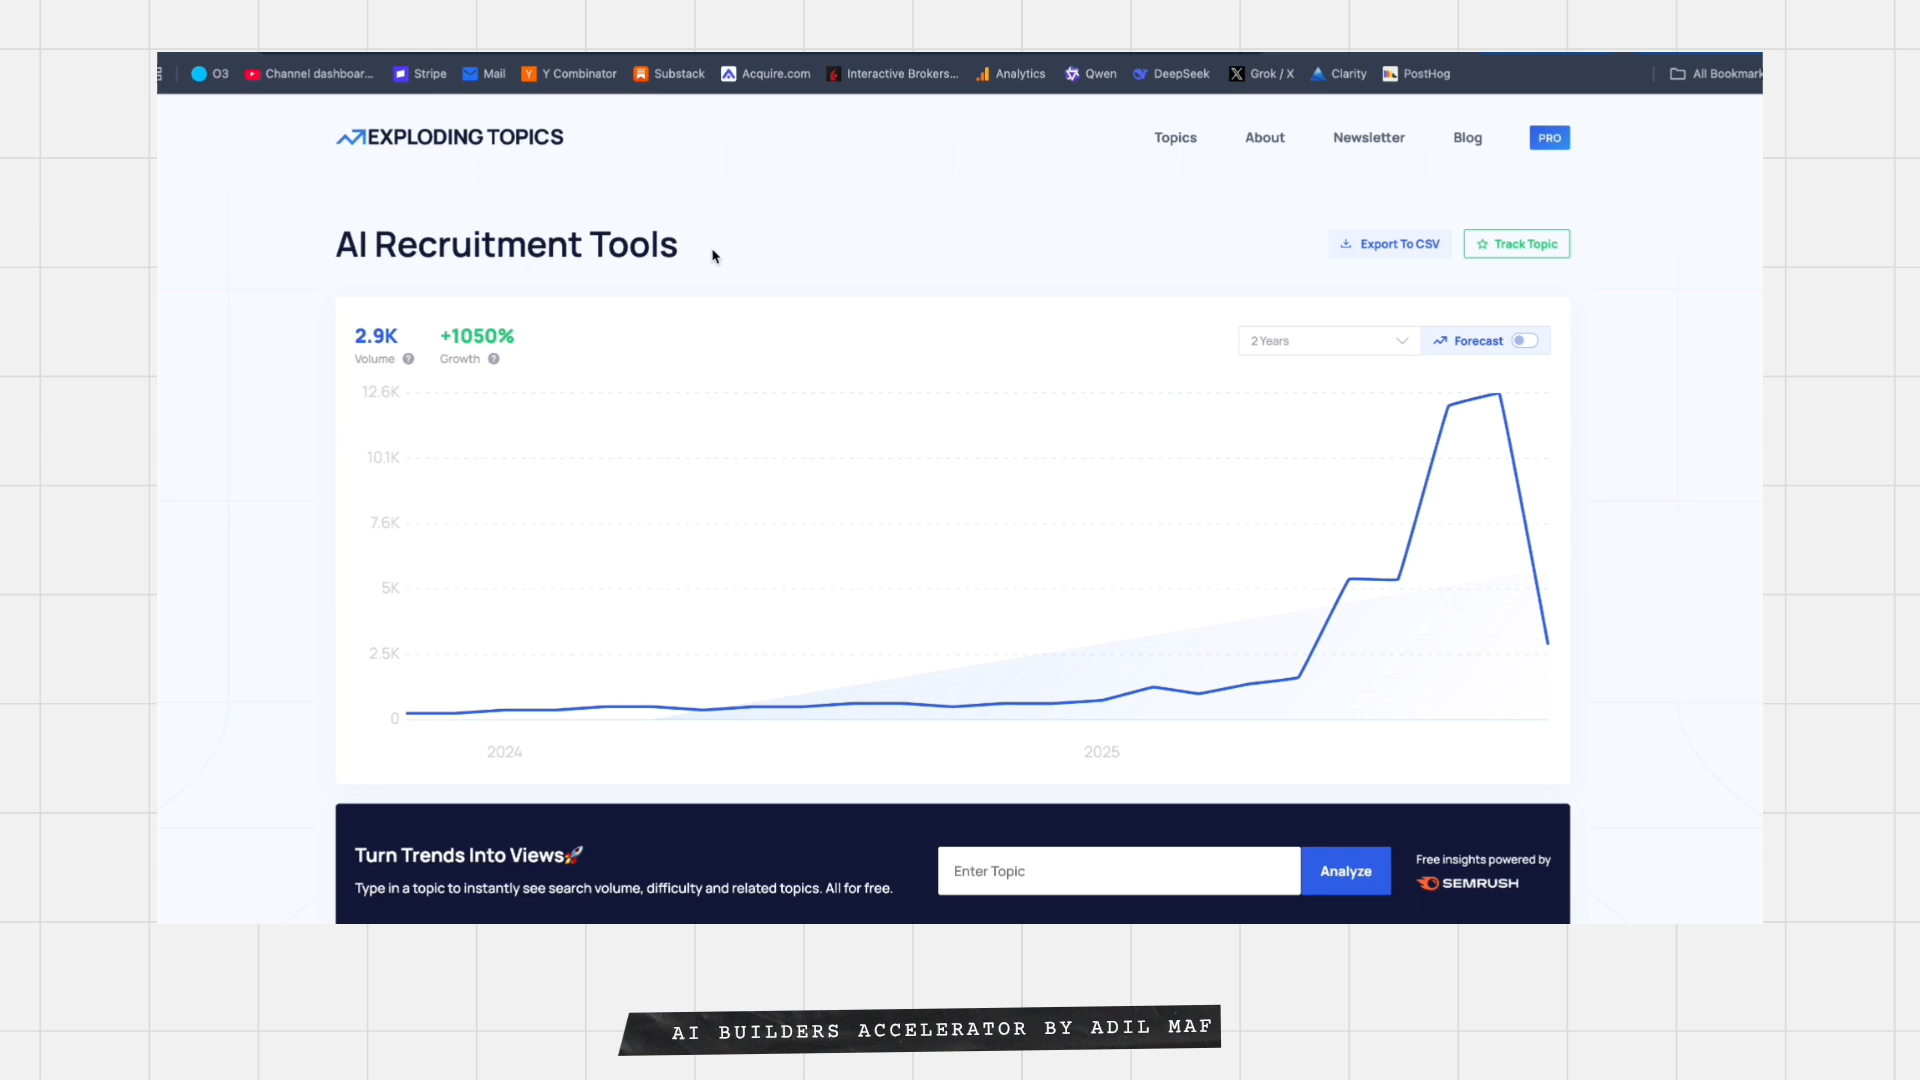 O3 Channel dashboar... Stripe Mail Y Combinator Substack Acquire.com Interactive Brokers... Analytics Qwen DeepSeek Grok / X Clarity PostHog All Bookmark
EXPLODING TOPICS Topics About Newsletter Blog PRO
AI Recruitment Tools Export To CSV Track Topic
2.9K +1050%
Volume ? Growth ?
2 Years Forecast
12.6K
10.1K
7.6K
5K
2.5K
0
2024 2025
Turn Trends Into Views🚀
Type in a topic to instantly see search volume, difficulty and related topics. All for free.
Enter Topic Analyze
Free insights powered by
SEMRUSH
AI BUILDERS ACCELERATOR BY ADIL MAF